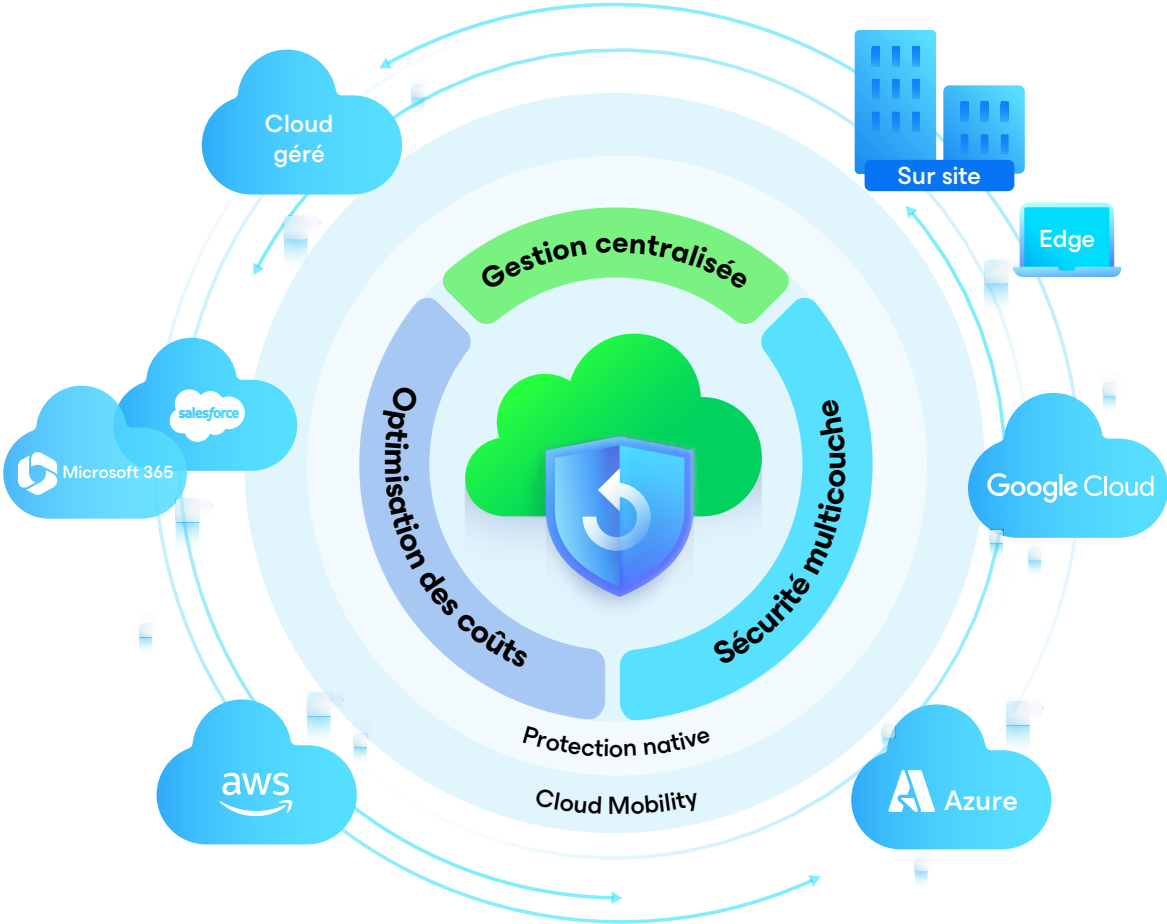 Cloud
géré
Sur site
Edge
Gestion centralisée
Optimisation des coûts
Sécurité multicouche
salesforce
Microsoft 365
Google Cloud
Protection native
Cloud Mobility
aws
Azure